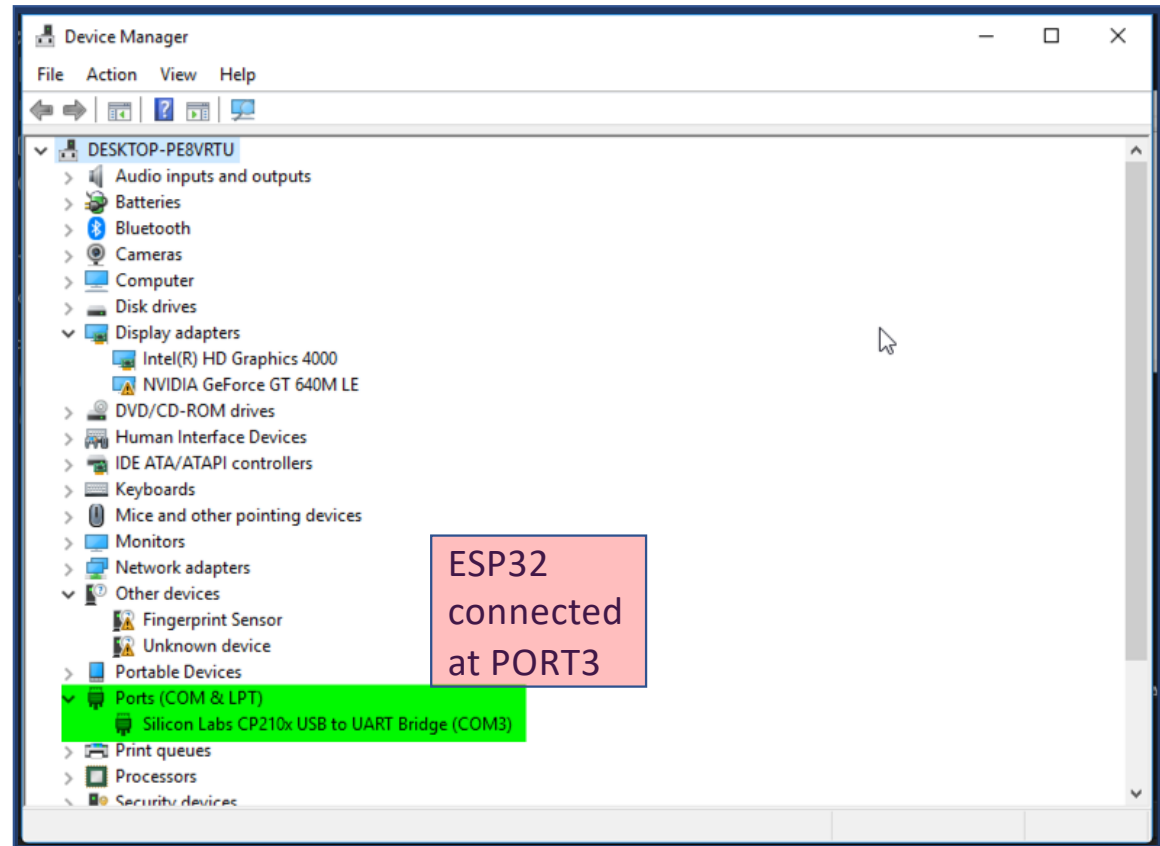 Device Manager
File Action View Help
DESKTOP-PE8VRTU
Audio inputs and outputs
Batteries
Bluetooth
Cameras
Computer
Disk drives
Display adapters
Intel(R) HD Graphics 4000
NVIDIA GeForce GT 640M LE
DVD/CD-ROM drives
Human Interface Devices
IDE ATA/ATAPI controllers
Keyboards
Mice and other pointing devices
Monitors
Network adapters
Other devices
Fingerprint Sensor
Unknown device
Portable Devices
Ports (COM & LPT)
Silicon Labs CP210x USB to UART Bridge (COM3)
Print queues
Processors
Security devices
ESP32
connected
at PORT3